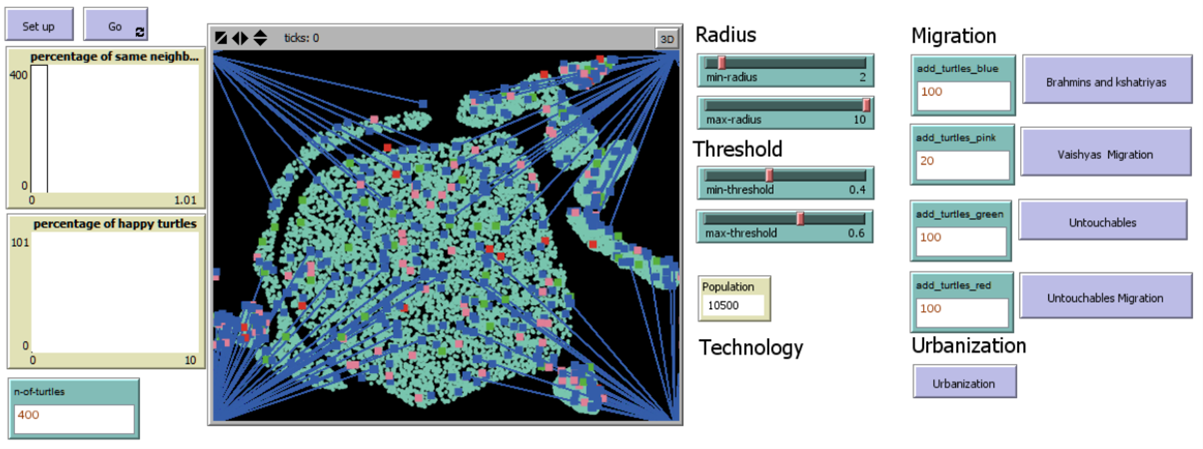 Set up
Go
percentage of same neighb...
400
0
0
1.01
percentage of happy turtles
101
0
0
10
n-of-turtles
400
ticks: 0
3D
Radius
min-radius
2
max-radius
10
Threshold
min-threshold
0.4
max-threshold
0.6
Population
10500
Technology
Migration
add_turtles_blue
100
Brahmins and kshatriyas
add_turtles_pink
20
Vaishyas Migration
add_turtles_green
100
Untouchables
add_turtles_red
100
Untouchables Migration
Urbanization
Urbanization